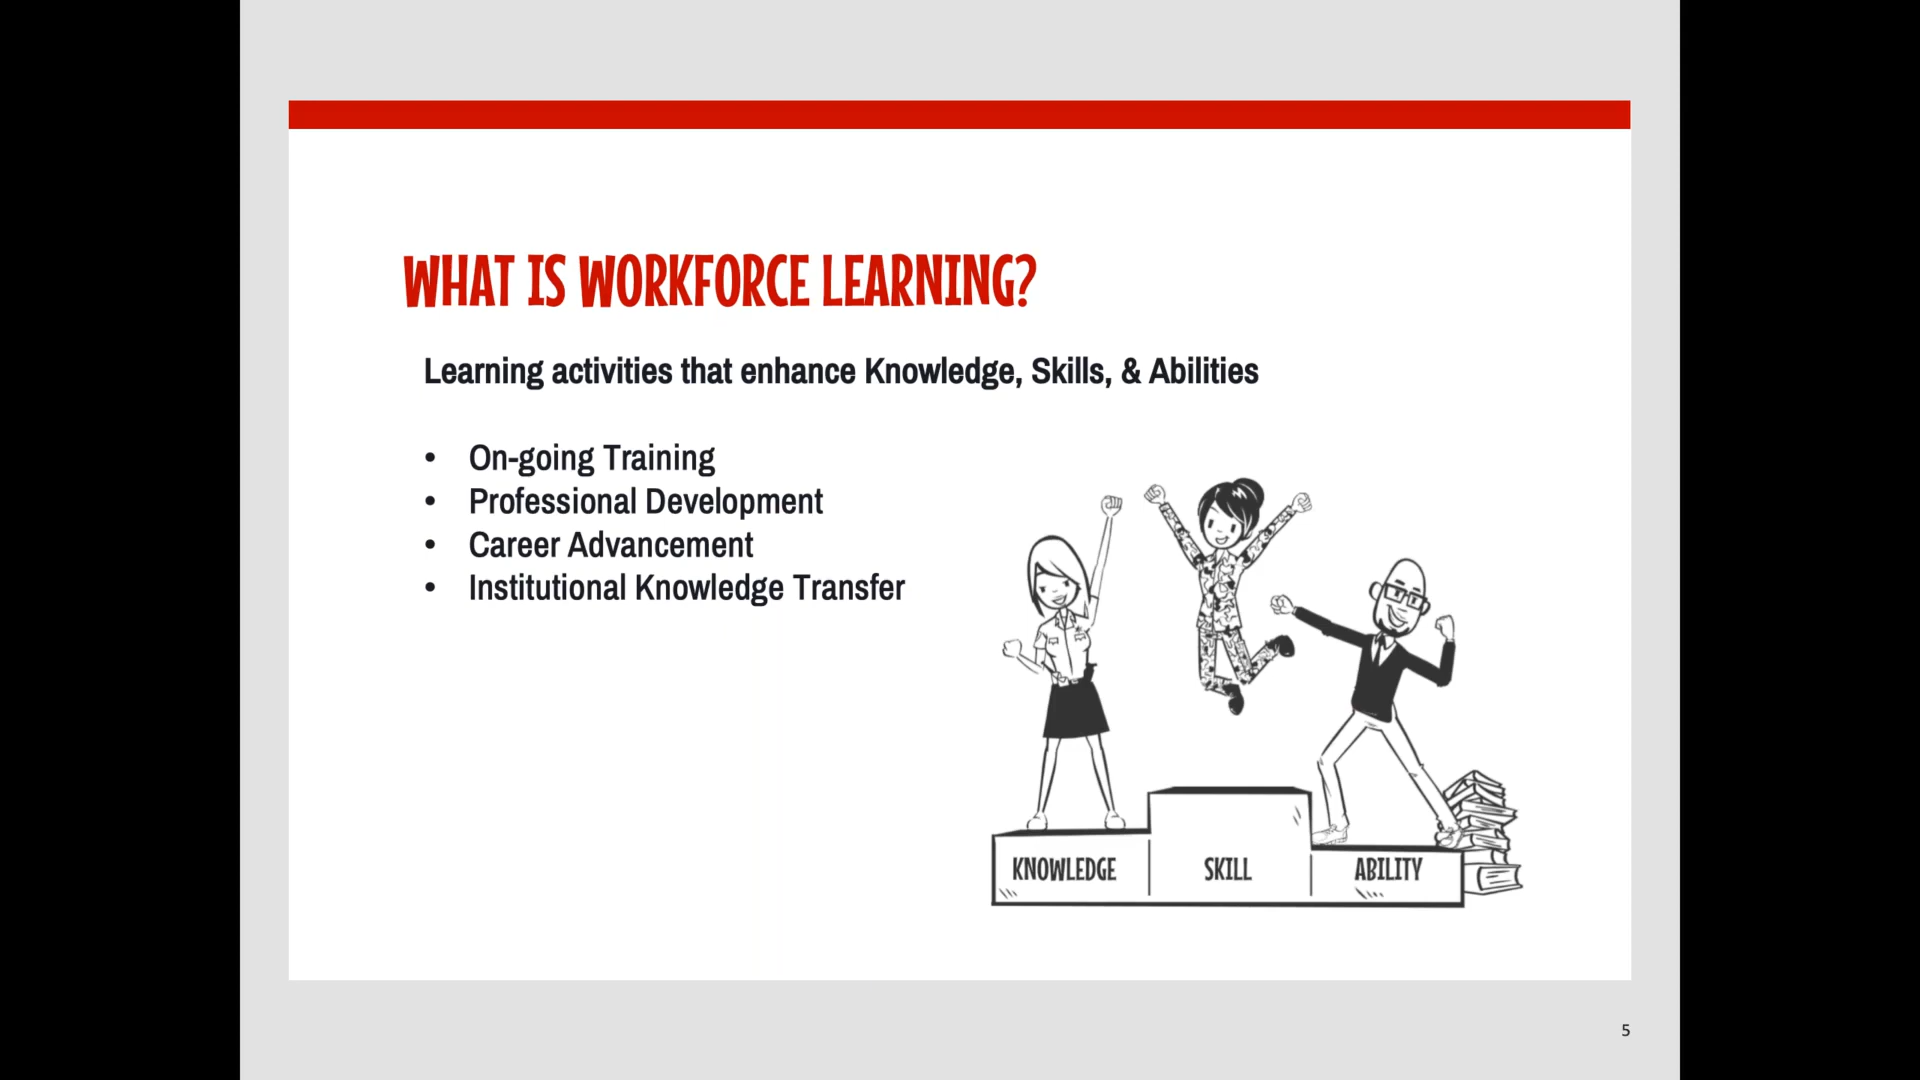 WHAT IS WORKFORCE LEARNING?
Learning activities that enhance Knowledge, Skills, & Abilities
• On-going Training
• Professional Development
• Career Advancement
• Institutional Knowledge Transfer
KNOWLEDGE
SKILL
ABILITY
5